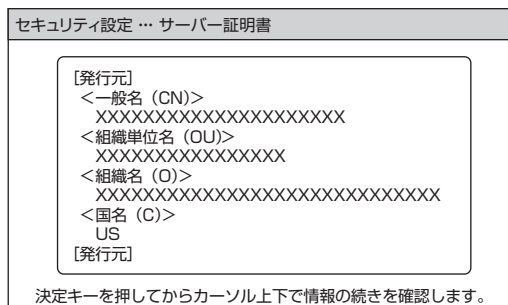 セキュリティ設定 … サーバー証明書
[発行元]
＜一般名（CN)＞
XXXXXXXXXXXXXXXXXXXXX
＜組織単位名（OU)＞
XXXXXXXXXXXXXXXX
＜組織名（O)＞
XXXXXXXXXXXXXXXXXXXXXXXXXXXXX
＜国名（C)＞
US
[発行元]
決定キーを押してからカーソル上下で情報の続きを確認します。